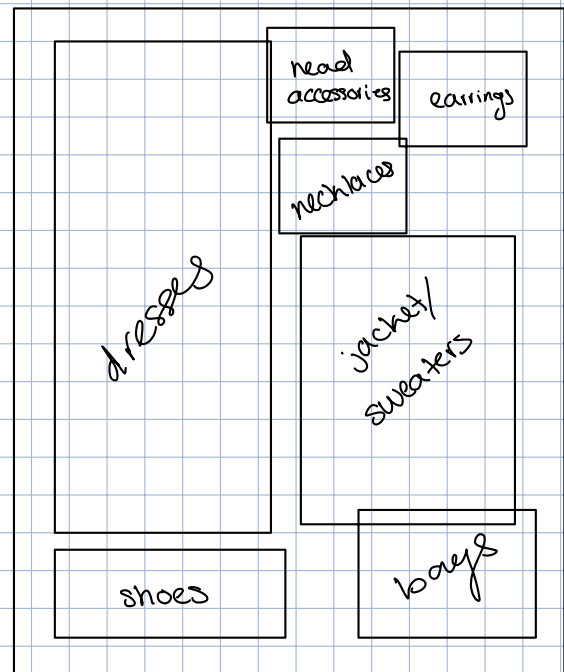 head
accessories
earrings
necklaces
dresses
jacket/
sweaters
shoes
bags